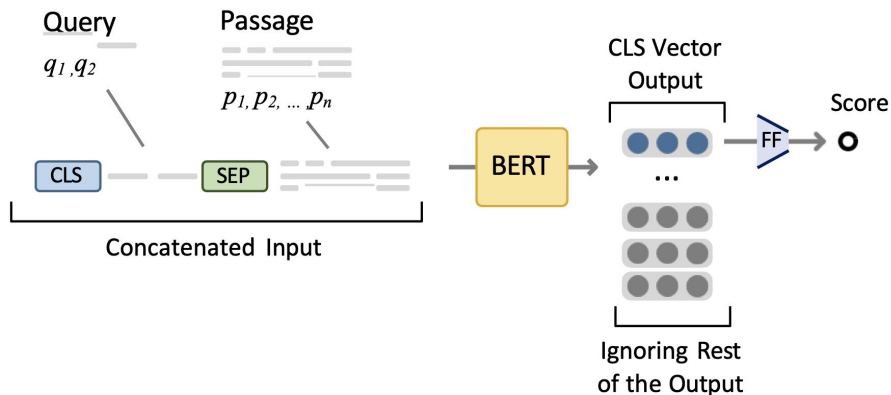 Query
q1 ,q2
Passage
p1, p2, ... ,pn
CLS
SEP
Concatenated Input
BERT
CLS Vector
Output
...
FF
Score
Ignoring Rest
of the Output